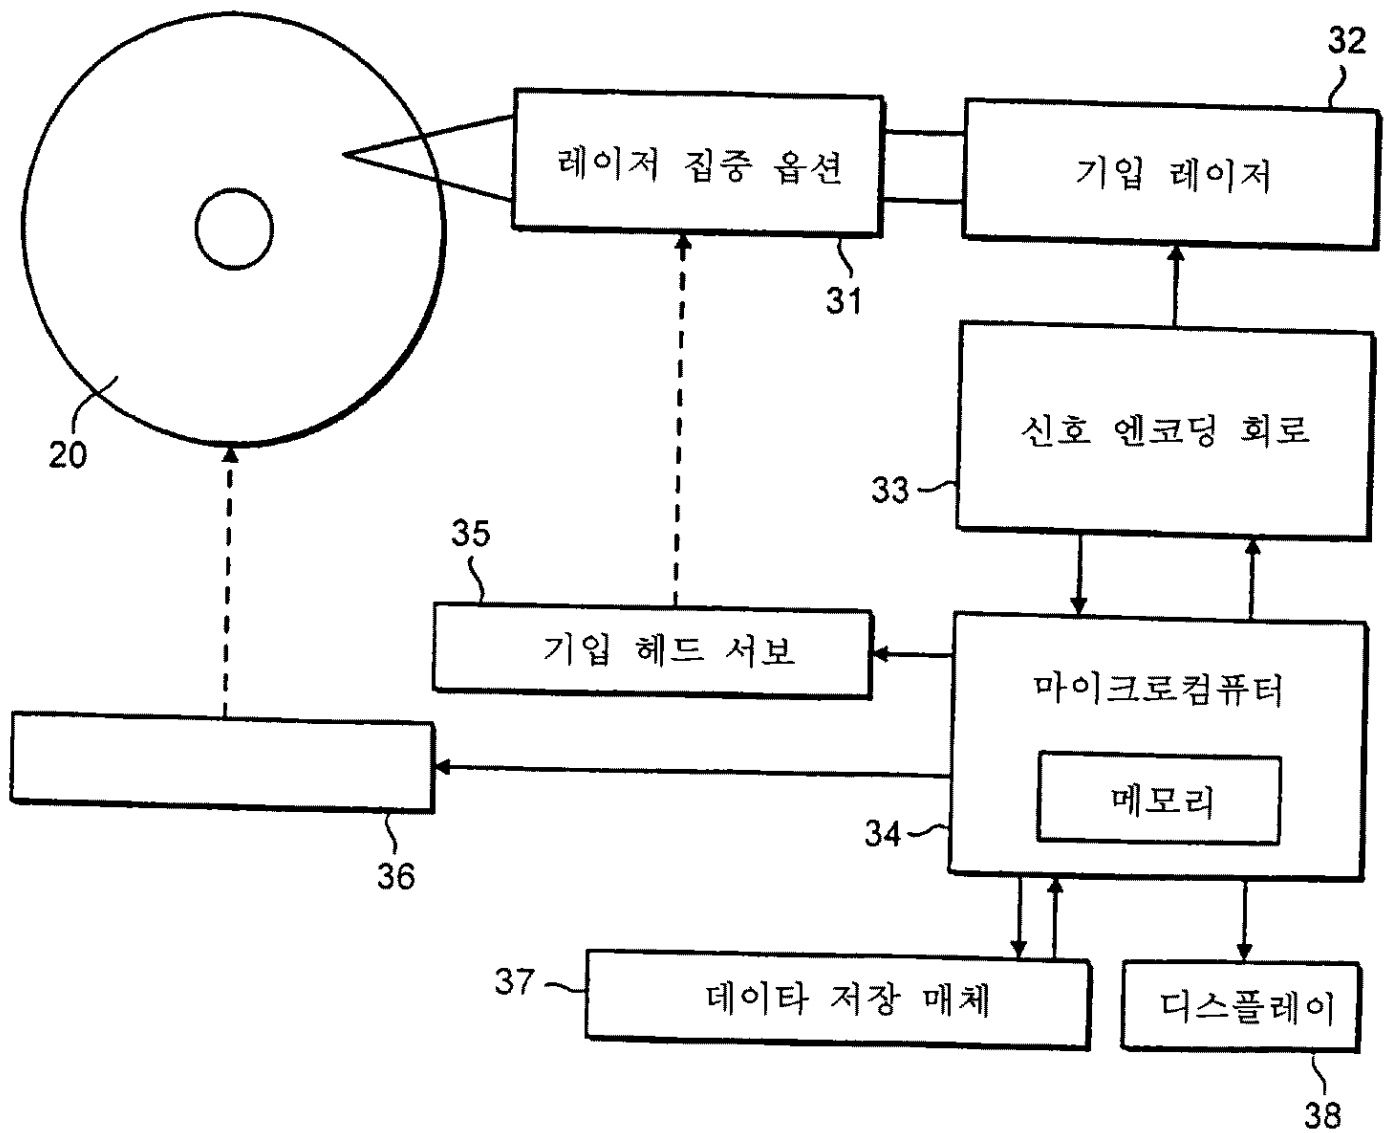 32
레이저 집중 옵션
기입 레이저
31
20
신호 엔코딩 회로
33
35
기입 헤드 서보
마이크로컴퓨터
메모리
34
36
37
데이타 저장 매체
디스플레이
38